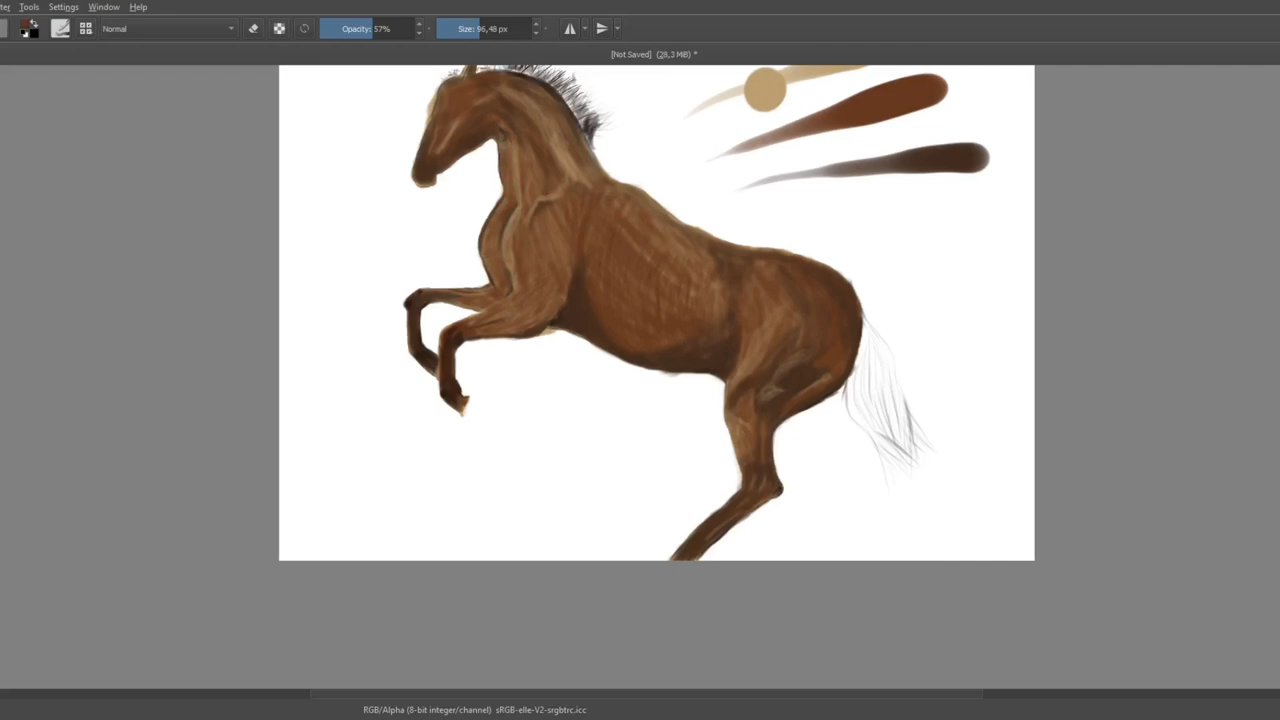 Tools Settings Window Help
Normal Opacity: 57% Size: 96,48 px
[Not Saved] (28,3 MiB) *
RGB/Alpha (8-bit integer/channel) sRGB-elle-V2-srgbtrc.icc